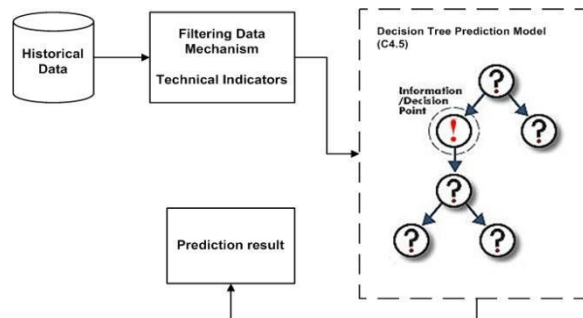 Historical
Data
Filtering Data
Mechanism
Technical Indicators
Decision Tree Prediction Model
(C4.5)
Information
/Decision
Point
?
!
?
?
?
?
Prediction result